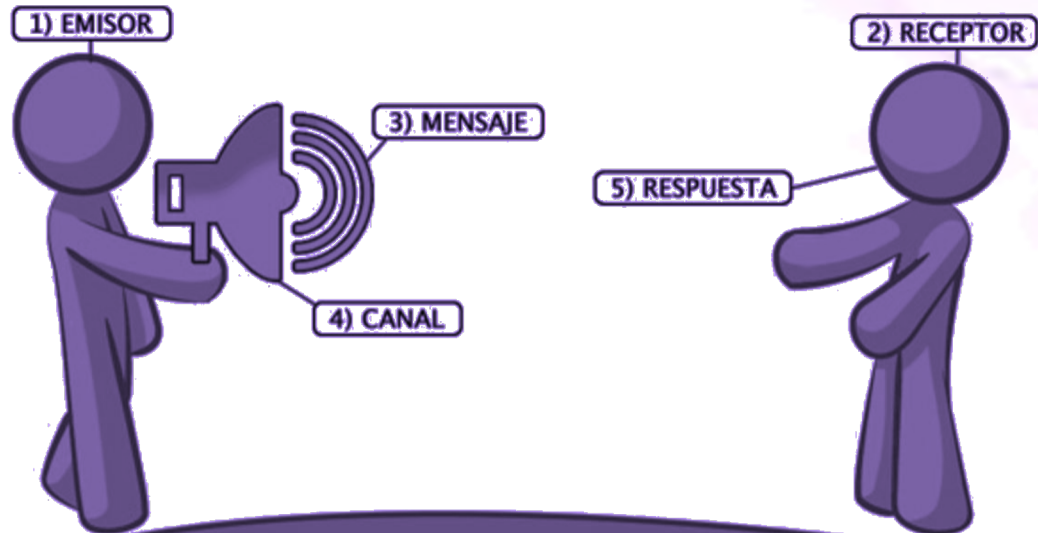 1) EMISOR
2) RECEPTOR
3) MENSAJE
5) RESPUESTA
4) CANAL